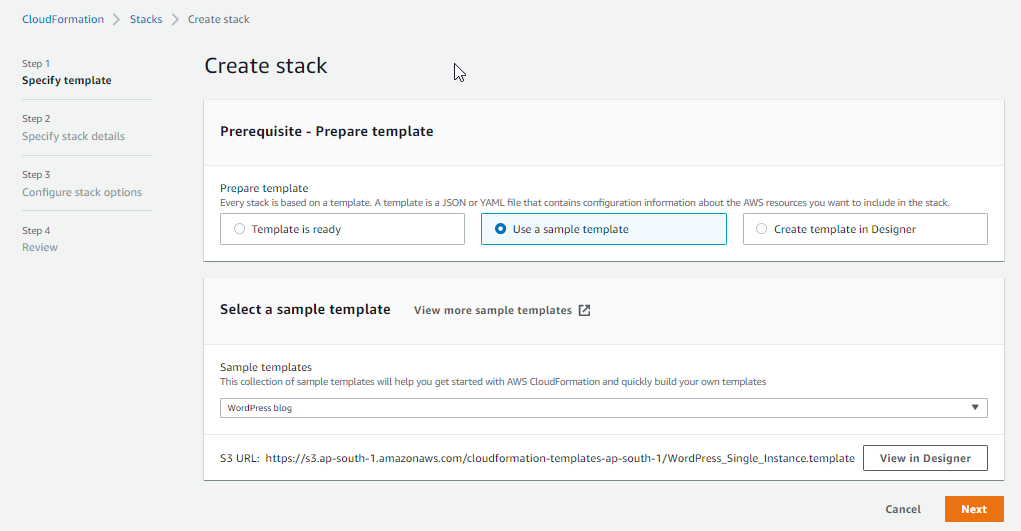 CloudFormation > Stacks > Create stack
Step 1
Specify template
Step 2
Specify stack details
Step 3
Configure stack options
Step 4
Review
Create stack
Prerequisite - Prepare template
Prepare template
Every stack is based on a template. A template is a JSON or YAML file that contains configuration information about the AWS resources you want to include in the stack.
Template is ready
Use a sample template
Create template in Designer
Select a sample template
View more sample templates
Sample templates
This collection of sample templates will help you get started with AWS CloudFormation and quickly build your own templates
WordPress blog
S3 URL: https://s3.ap-south-1.amazonaws.com/cloudformation-templates-ap-south-1/WordPress_Single_Instance.template
View in Designer
Cancel
Next